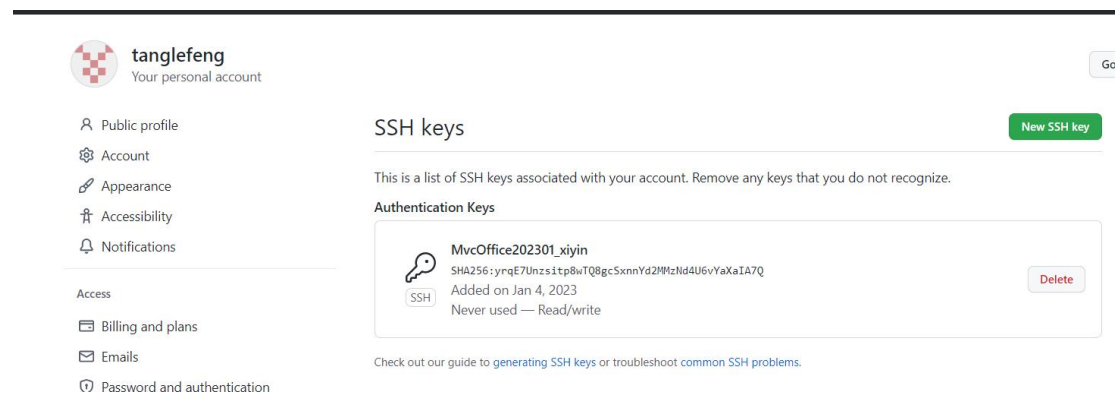 tanglefeng
Your personal account
Go
Public profile
Account
Appearance
Accessibility
Notifications
Access
Billing and plans
Emails
Password and authentication
SSH keys
New SSH key
This is a list of SSH keys associated with your account. Remove any keys that you do not recognize.
Authentication Keys
MvcOffice202301_xiyin
SHA256:yrqE7Unzsitp8wTQ8gcSxnnYd2MMzNd4U6vYaXaIA7Q
Added on Jan 4, 2023
Never used — Read/write
SSH
Delete
Check out our guide to generating SSH keys or troubleshoot common SSH problems.